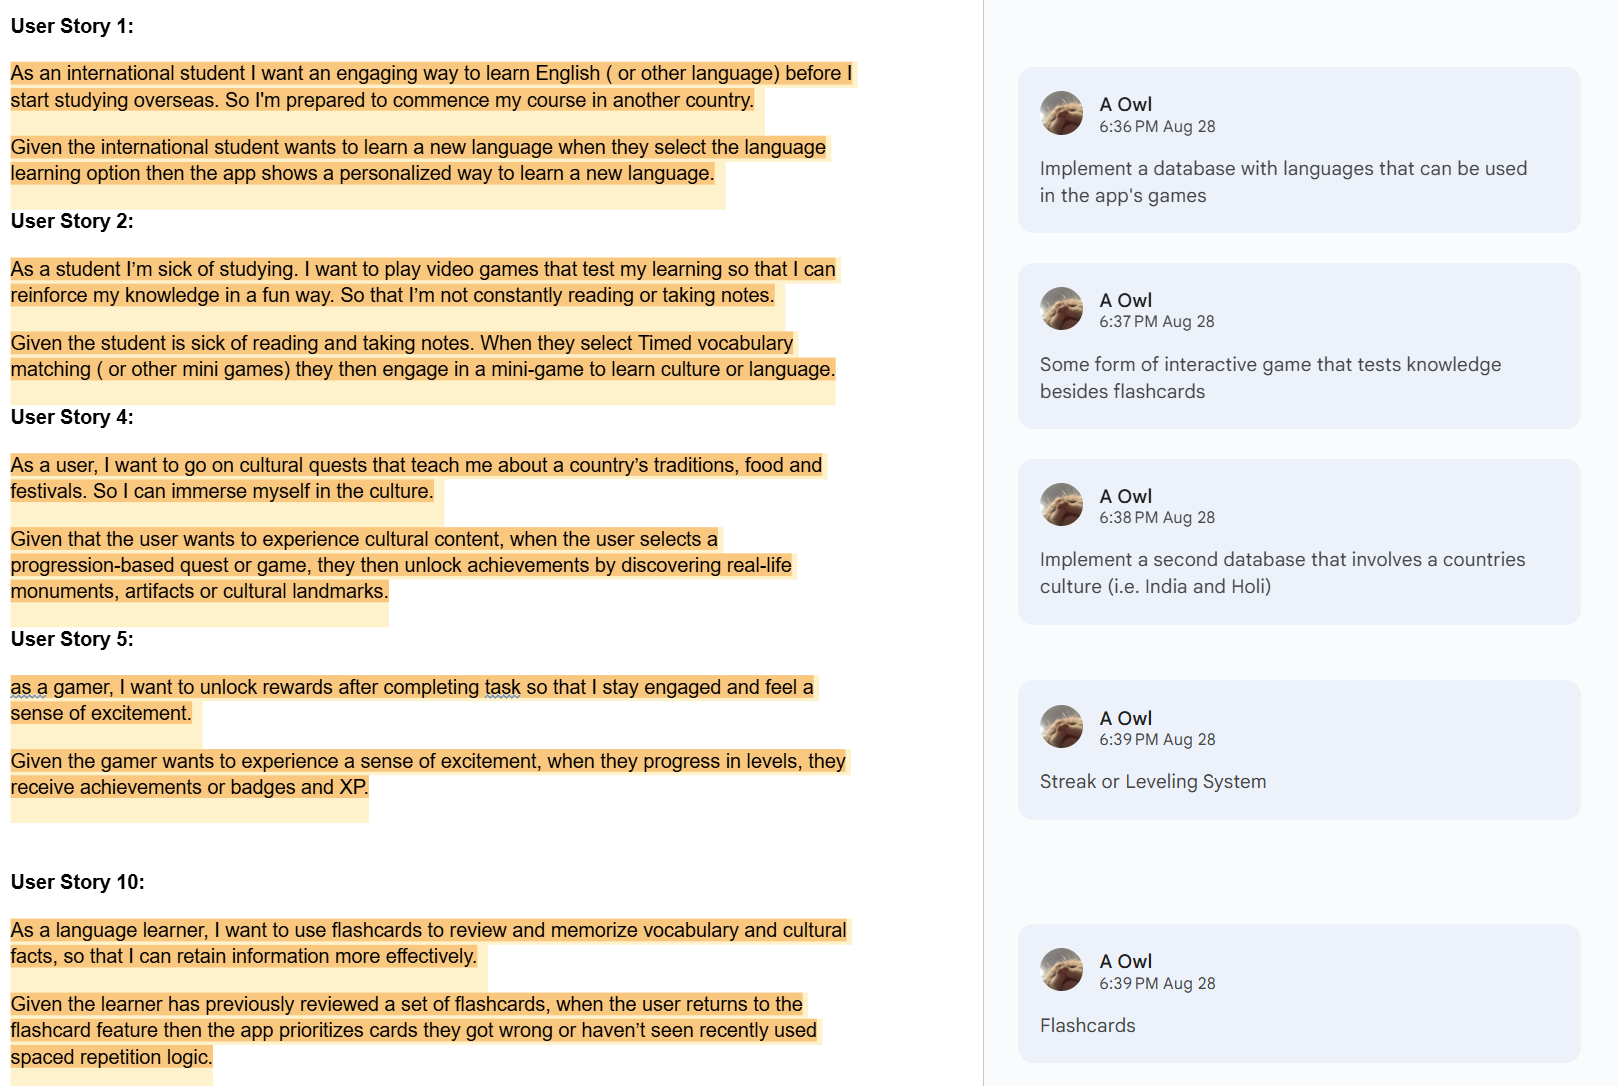 User Story 1:
As an international student I want an engaging way to learn English ( or other language) before I
start studying overseas. So I'm prepared to commence my course in another country.
Given the international student wants to learn a new language when they select the language
learning option then the app shows a personalized way to learn a new language.
A Owl
6:36 PM Aug 28
Implement a database with languages that can be used
in the app's games
User Story 2:
As a student I’m sick of studying. I want to play video games that test my learning so that I can
reinforce my knowledge in a fun way. So that I’m not constantly reading or taking notes.
Given the student is sick of reading and taking notes. When they select Timed vocabulary
matching ( or other mini games) they then engage in a mini-game to learn culture or language.
A Owl
6:37 PM Aug 28
Some form of interactive game that tests knowledge
besides flashcards
User Story 4:
As a user, I want to go on cultural quests that teach me about a country’s traditions, food and
festivals. So I can immerse myself in the culture.
Given that the user wants to experience cultural content, when the user selects a
progression-based quest or game, they then unlock achievements by discovering real-life
monuments, artifacts or cultural landmarks.
A Owl
6:38 PM Aug 28
Implement a second database that involves a countries
culture (i.e. India and Holi)
User Story 5:
as a gamer, I want to unlock rewards after completing task so that I stay engaged and feel a
sense of excitement.
Given the gamer wants to experience a sense of excitement, when they progress in levels, they
receive achievements or badges and XP.
A Owl
6:39 PM Aug 28
Streak or Leveling System
User Story 10:
As a language learner, I want to use flashcards to review and memorize vocabulary and cultural
facts, so that I can retain information more effectively.
Given the learner has previously reviewed a set of flashcards, when the user returns to the
flashcard feature then the app prioritizes cards they got wrong or haven’t seen recently used
spaced repetition logic.
A Owl
6:39 PM Aug 28
Flashcards